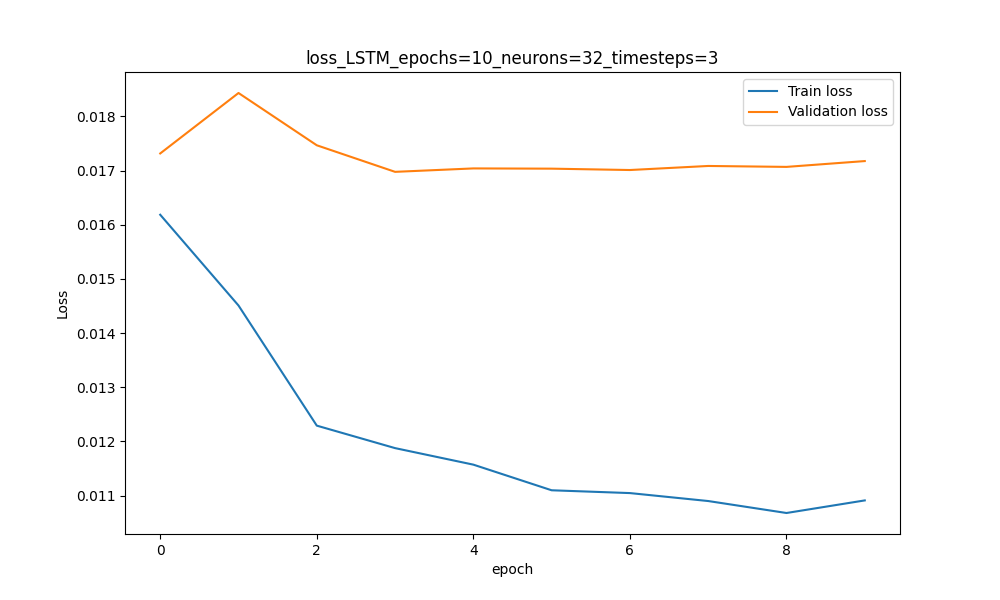 loss_LSTM_epochs=10_neurons=32_timesteps=3
Train loss
Validation loss
0.018
0.017
0.016
0.015
0.014
0.013
0.012
0.011
Loss
0
2
4
6
8
epoch